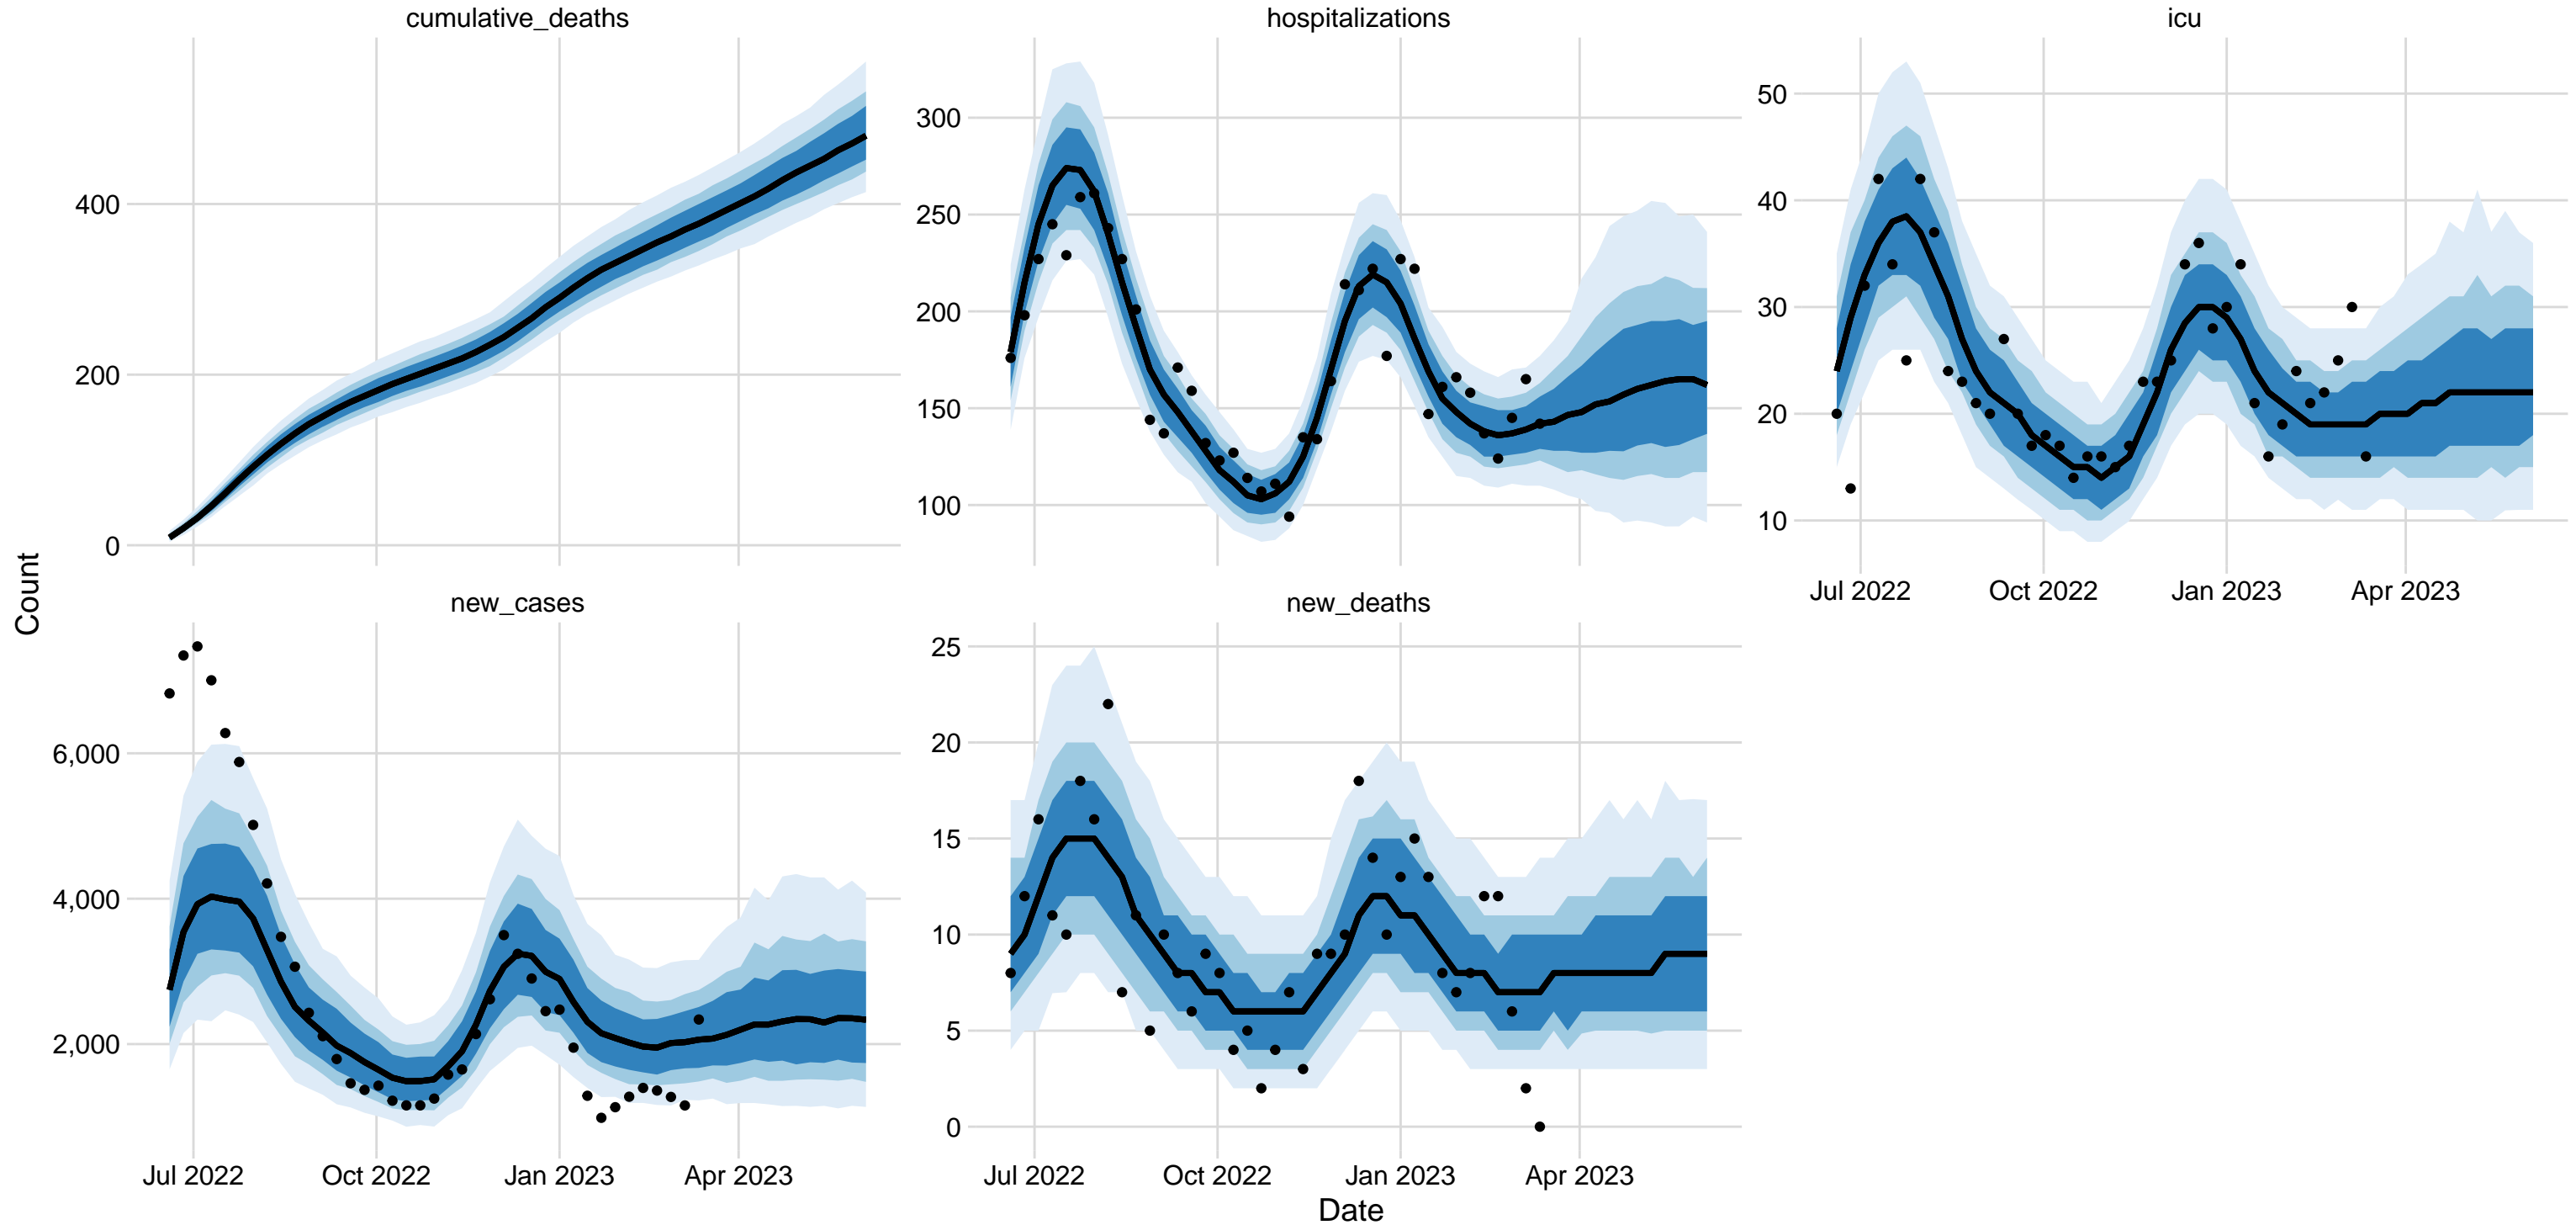 cumulative_deaths
hospitalizations
icu
400
200
0
300
250
200
150
100
50
40
30
20
10
Jul 2022
Oct 2022
Jan 2023
Apr 2023
Count
new_cases
new_deaths
6,000
4,000
2,000
25
20
15
10
5
0
Jul 2022
Oct 2022
Jan 2023
Apr 2023
Jul 2022
Oct 2022
Jan 2023
Apr 2023
Date